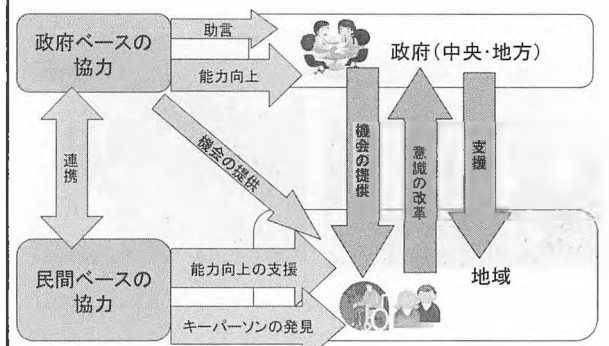 政府ベースの
協力
助言
能力向上
政府(中央・地方)
連携
機会の提供
機会の提供
意識の改革
支援
民間ベースの
協力
能力向上の支援
キーパーソンの発見
地域